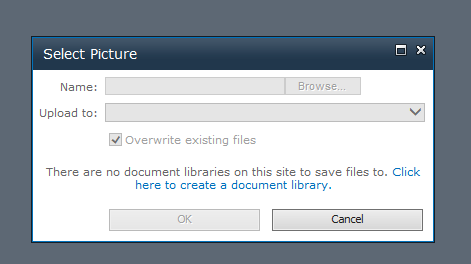 Select Picture
Name: Browse...
Upload to:
Overwrite existing files
There are no document libraries on this site to save files to. Click
here to create a document library.
OK Cancel